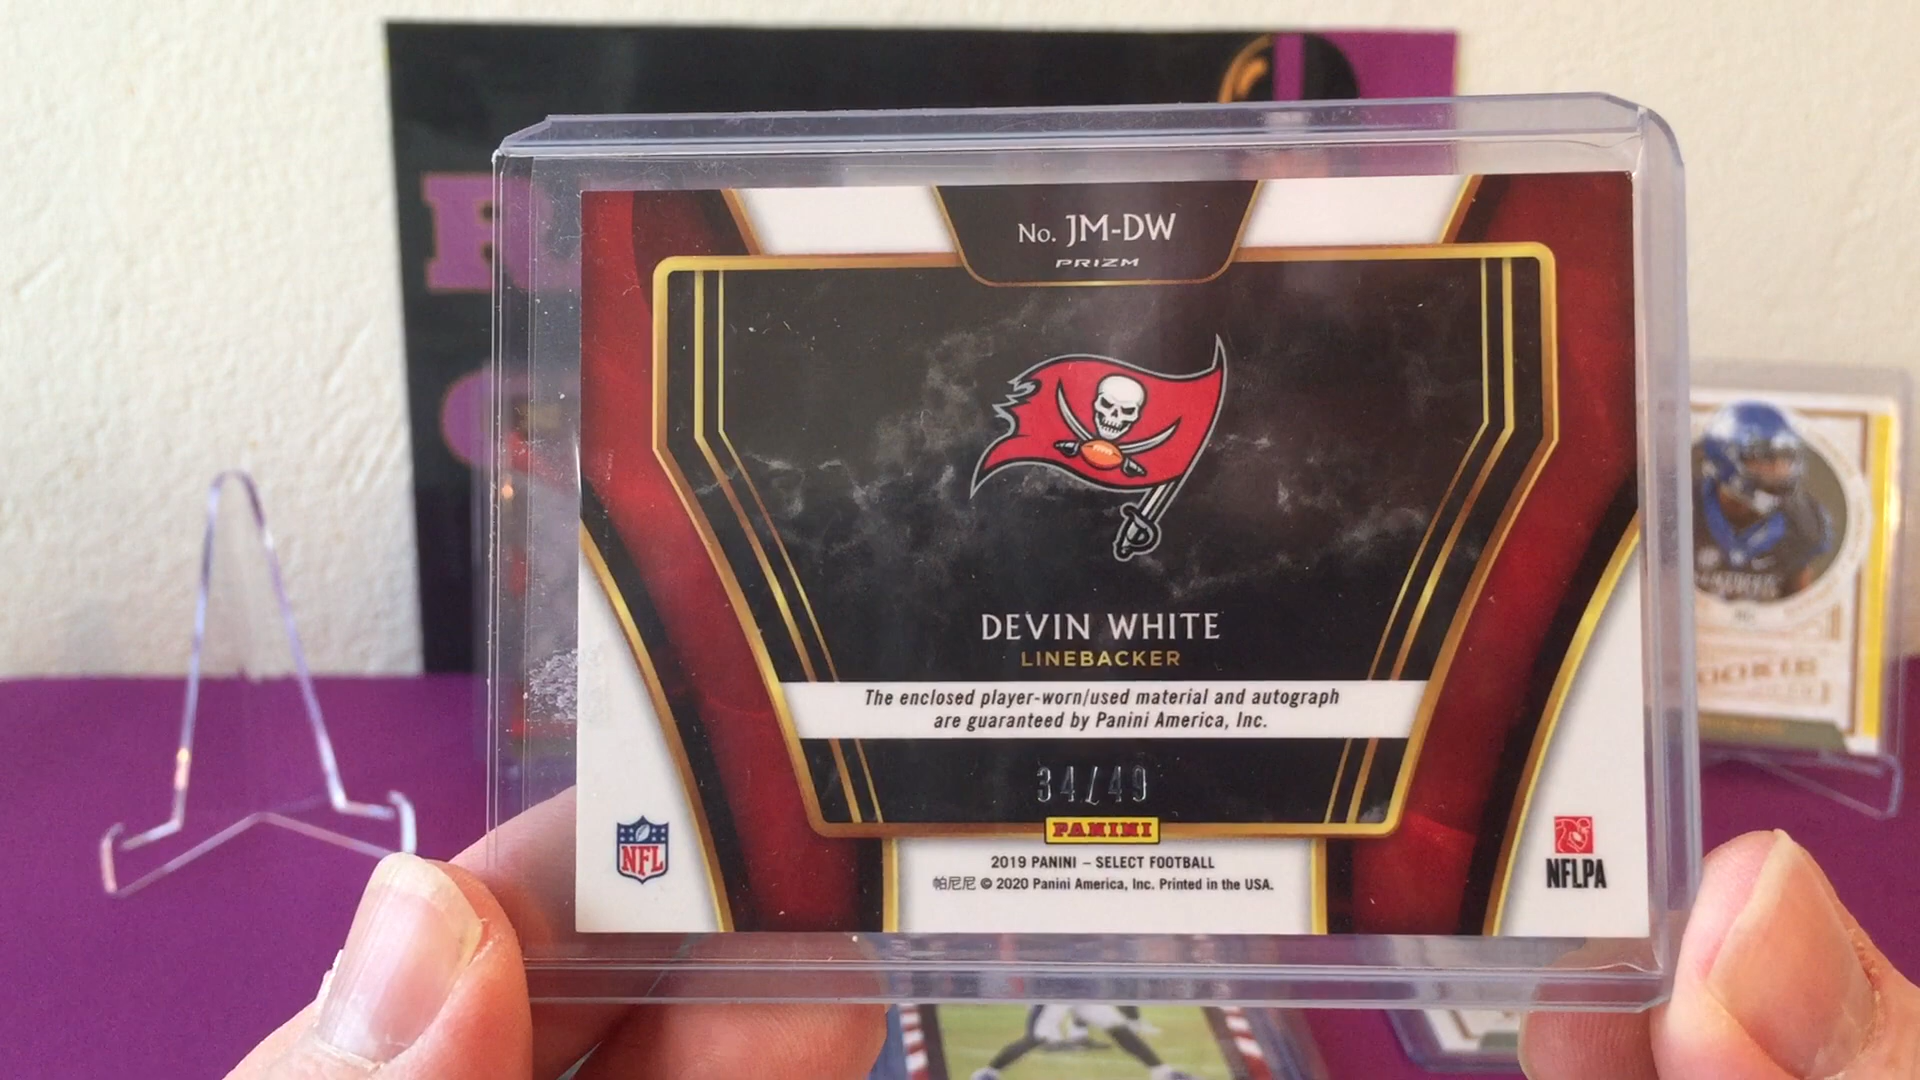 No. JM-DW
PRIZM
DEVIN WHITE
LINEBACKER
The enclosed player-worn/used material and autograph
are guaranteed by Panini America, Inc.
34/49
PANINI
NFL
2019 PANINI – SELECT FOOTBALL
帕尼尼 © 2020 Panini America, Inc. Printed in the USA.
NFLPA